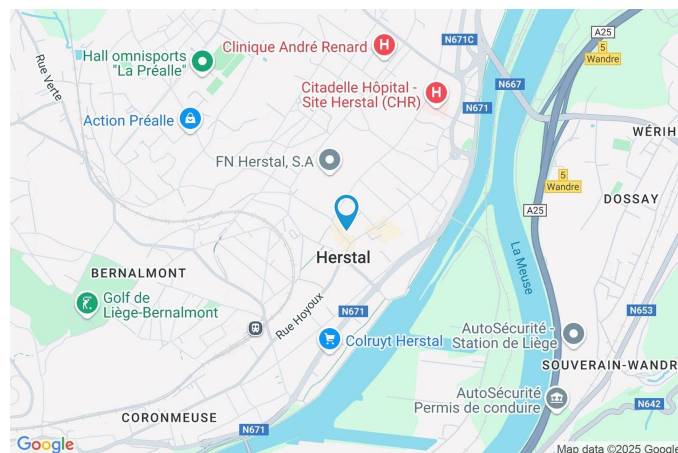 N671C
A25
5
Wandre
Clinique André Renard
H
Hall omnisports
"La Préalle"
Rue Verte
N667
Citadelle Hôpital -
Site Herstal (CHR)
H
N671
Action Préalle
WÉRIH
FN Herstal, S.A
5
Wandre
DOSSAY
A25
La Meuse
Herstal
BERNALMONT
Golf de
Liège-Bernalmont
Rue Hoyoux
N671
N653
Colruyt Herstal
AutoSécurité -
Station de Liège
SOUVERAIN-WANDR
AutoSécurité
Permis de conduire
N642
CORONMEUSE
N671
Google
Map data ©2025 Google